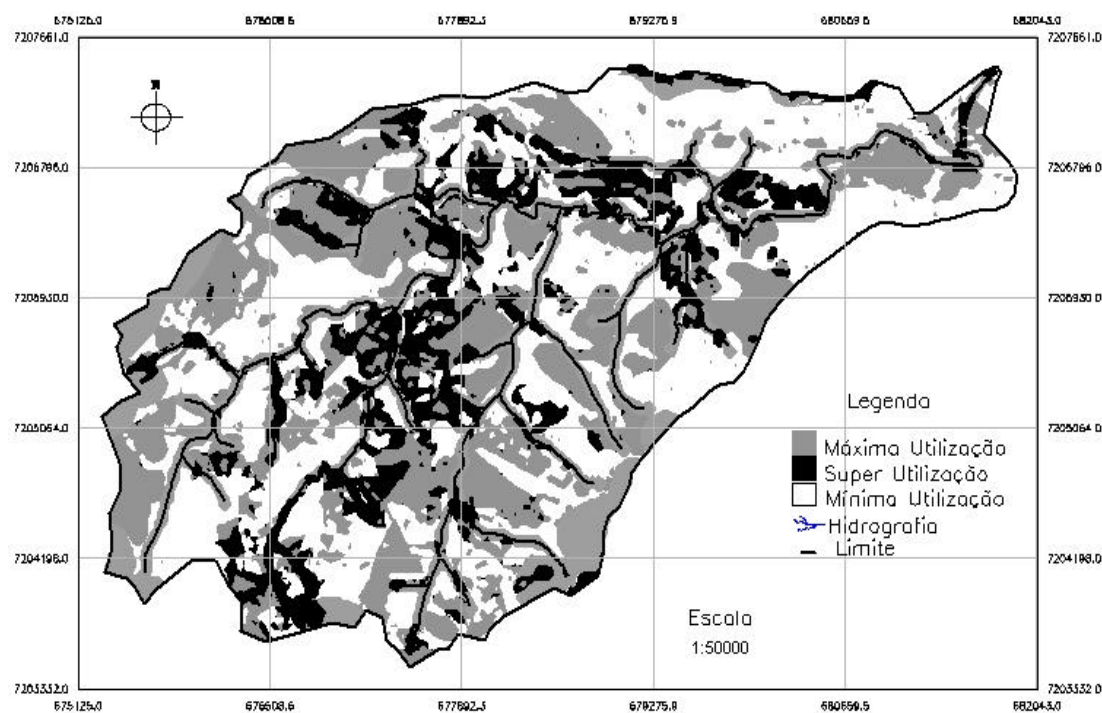 675125.0 676508.6 677892.3 679275.9 680659.5 682043.0
7207661.0 7207661.0
N
7206796.0 7206796.0
7205930.0 7205930.0
Legenda
7205064.0 7205064.0
Máxima Utilização
Super Utilização
Mínima Utilização
Hidrografia
Limite
7204198.0 7204198.0
Escala
1:50000
7203332.0 7203332.0
675125.0 676508.6 677892.3 679275.9 680659.5 682043.0